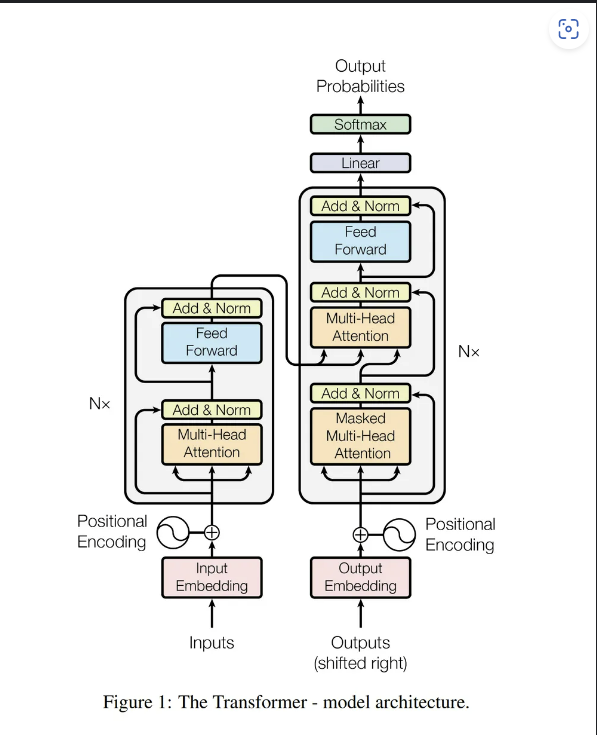 Output
Probabilities
Softmax
Linear
Add & Norm
Feed
Forward
Add & Norm
Multi-Head
Attention
Add & Norm
Masked
Multi-Head
Attention
Nx
Add & Norm
Feed
Forward
Add & Norm
Multi-Head
Attention
Nx
Positional
Encoding
Positional
Encoding
Input
Embedding
Output
Embedding
Inputs
Outputs
(shifted right)
Figure 1: The Transformer - model architecture.